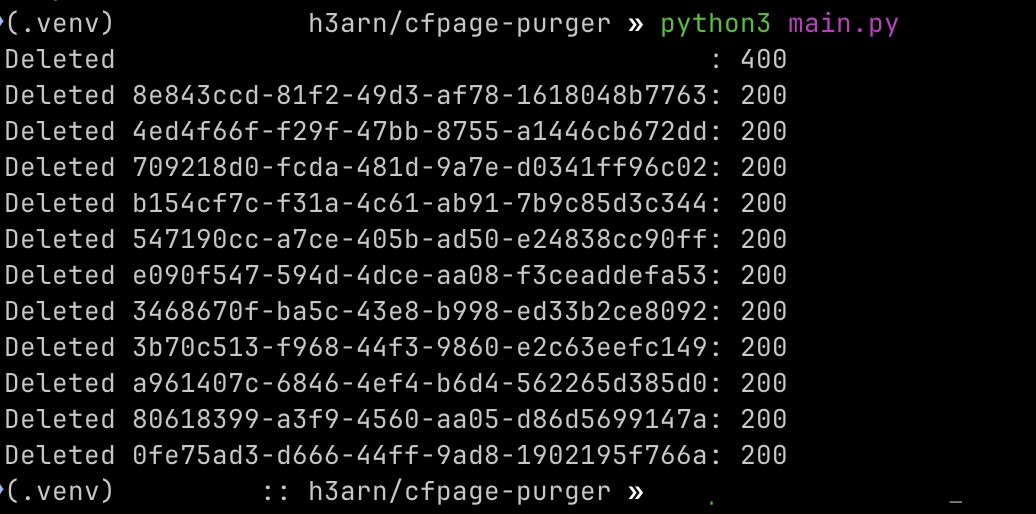 (.venv) h3arn/cfpage-purger » python3 main.py
Deleted : 400
Deleted 8e843ccd-81f2-49d3-af78-1618048b7763: 200
Deleted 4ed4f66f-f29f-47bb-8755-a1446cb672dd: 200
Deleted 709218d0-fcda-481d-9a7e-d0341ff96c02: 200
Deleted b154cf7c-f31a-4c61-ab91-7b9c85d3c344: 200
Deleted 547190cc-a7ce-405b-ad50-e24838cc90ff: 200
Deleted e090f547-594d-4dce-aa08-f3ceaddefa53: 200
Deleted 3468670f-ba5c-43e8-b998-ed33b2ce8092: 200
Deleted 3b70c513-f968-44f3-9860-e2c63eefc149: 200
Deleted a961407c-6846-4ef4-b6d4-562265d385d0: 200
Deleted 80618399-a3f9-4560-aa05-d86d5699147a: 200
Deleted 0fe75ad3-d666-44ff-9ad8-1902195f766a: 200
(.venv) :: h3arn/cfpage-purger » _